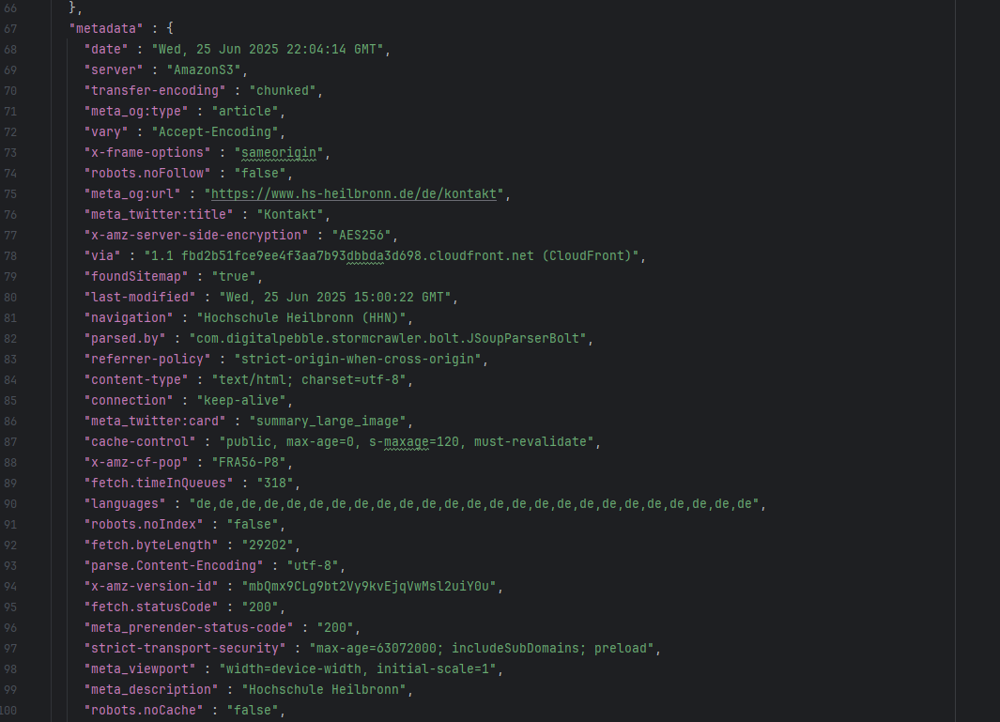 66 },
67 "metadata" : {
68 "date" : "Wed, 25 Jun 2025 22:04:14 GMT",
69 "server" : "AmazonS3",
70 "transfer-encoding" : "chunked",
71 "meta_og:type" : "article",
72 "vary" : "Accept-Encoding",
73 "x-frame-options" : "sameorigin",
74 "robots.noFollow" : "false",
75 "meta_og:url" : "https://www.hs-heilbronn.de/de/kontakt",
76 "meta_twitter:title" : "Kontakt",
77 "x-amz-server-side-encryption" : "AES256",
78 "via" : "1.1 fbd2b51fce9ee4f3aa7b93dbbda3d698.cloudfront.net (CloudFront)",
79 "foundSitemap" : "true",
80 "last-modified" : "Wed, 25 Jun 2025 15:00:22 GMT",
81 "navigation" : "Hochschule Heilbronn (HHN)",
82 "parsed.by" : "com.digitalpebble.stormcrawler.bolt.JSoupParserBolt",
83 "referrer-policy" : "strict-origin-when-cross-origin",
84 "content-type" : "text/html; charset=utf-8",
85 "connection" : "keep-alive",
86 "meta_twitter:card" : "summary_large_image",
87 "cache-control" : "public, max-age=0, s-maxage=120, must-revalidate",
88 "x-amz-cf-pop" : "FRA56-P8",
89 "fetch.timeInQueues" : "318",
90 "languages" : "de,de,de,de,de,de,de,de,de,de,de,de,de,de,de,de,de,de,de,de,de,de,de,de,de",
91 "robots.noIndex" : "false",
92 "fetch.byteLength" : "29202",
93 "parse.Content-Encoding" : "utf-8",
94 "x-amz-version-id" : "mbQmx9CLg9bt2Vy9kvEjqVwMsl2uiY0u",
95 "fetch.statusCode" : "200",
96 "meta_prerender-status-code" : "200",
97 "strict-transport-security" : "max-age=63072000; includeSubDomains; preload",
98 "meta_viewport" : "width=device-width, initial-scale=1",
99 "meta_description" : "Hochschule Heilbronn",
100 "robots.noCache" : "false",